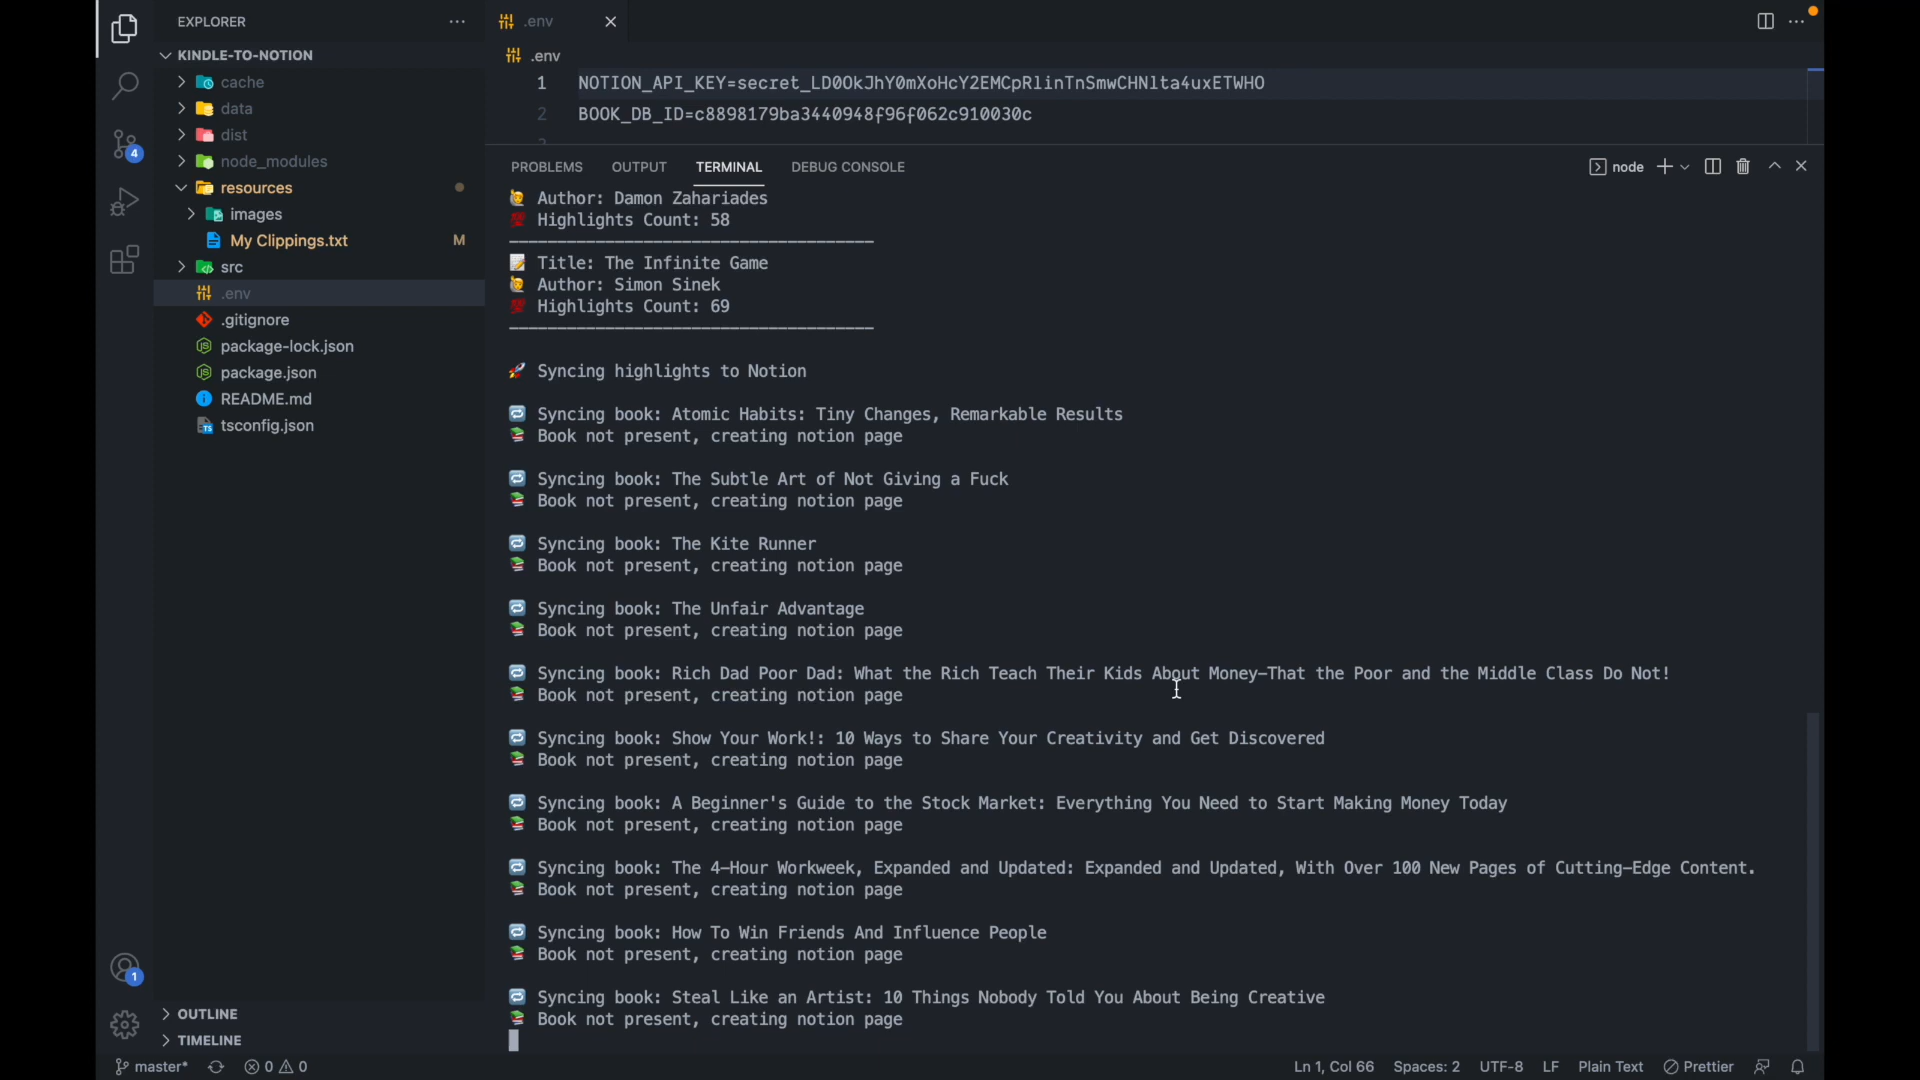 EXPLORER
KINDLE-TO-NOTION
cache
data
dist
node_modules
resources
images
My Clippings.txt M
src
.env
.gitignore
package-lock.json
package.json
README.md
tsconfig.json
OUTLINE
TIMELINE
4
1
.env
.env
1 NOTION_API_KEY=secret_LD0OkJhY0mXoHcY2EMCpRlinTnSmwCHNlta4uxETWHO
2 BOOK_DB_ID=c8898179ba3440948f96f062c910030c
PROBLEMS OUTPUT TERMINAL DEBUG CONSOLE
node
Author: Damon Zahariades
Highlights Count: 58
Title: The Infinite Game
Author: Simon Sinek
Highlights Count: 69
Syncing highlights to Notion
Syncing book: Atomic Habits: Tiny Changes, Remarkable Results
Book not present, creating notion page
Syncing book: The Subtle Art of Not Giving a Fuck
Book not present, creating notion page
Syncing book: The Kite Runner
Book not present, creating notion page
Syncing book: The Unfair Advantage
Book not present, creating notion page
Syncing book: Rich Dad Poor Dad: What the Rich Teach Their Kids About Money—That the Poor and the Middle Class Do Not!
Book not present, creating notion page
Syncing book: Show Your Work!: 10 Ways to Share Your Creativity and Get Discovered
Book not present, creating notion page
Syncing book: A Beginner's Guide to the Stock Market: Everything You Need to Start Making Money Today
Book not present, creating notion page
Syncing book: The 4-Hour Workweek, Expanded and Updated: Expanded and Updated, With Over 100 New Pages of Cutting-Edge Content.
Book not present, creating notion page
Syncing book: How To Win Friends And Influence People
Book not present, creating notion page
Syncing book: Steal Like an Artist: 10 Things Nobody Told You About Being Creative
Book not present, creating notion page
master* 0 0 Ln 1, Col 66 Spaces: 2 UTF-8 LF Plain Text Prettier